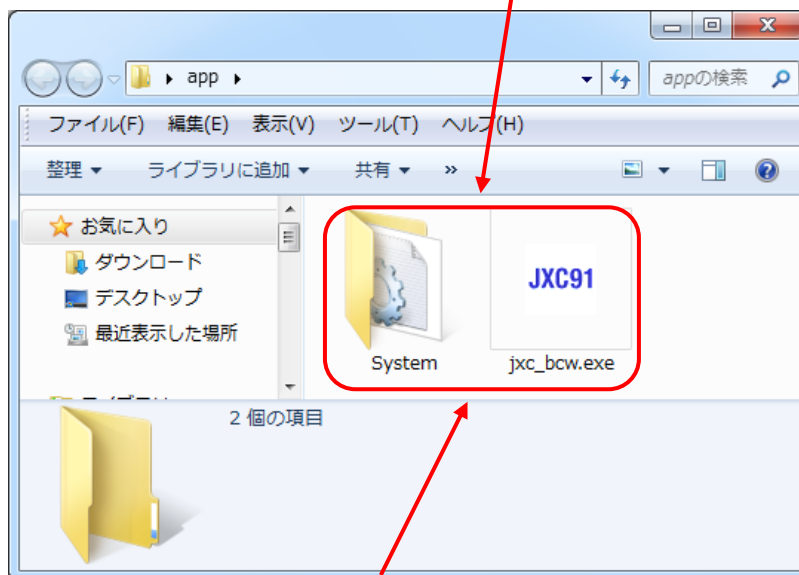 app
appの検索
ファイル(F) 編集(E) 表示(V) ツール(T) ヘルプ(H)
整理 ライブラリに追加 共有 »
お気に入り
ダウンロード
デスクトップ
最近表示した場所
JXC91
System
jxc_bcw.exe
2 個の項目